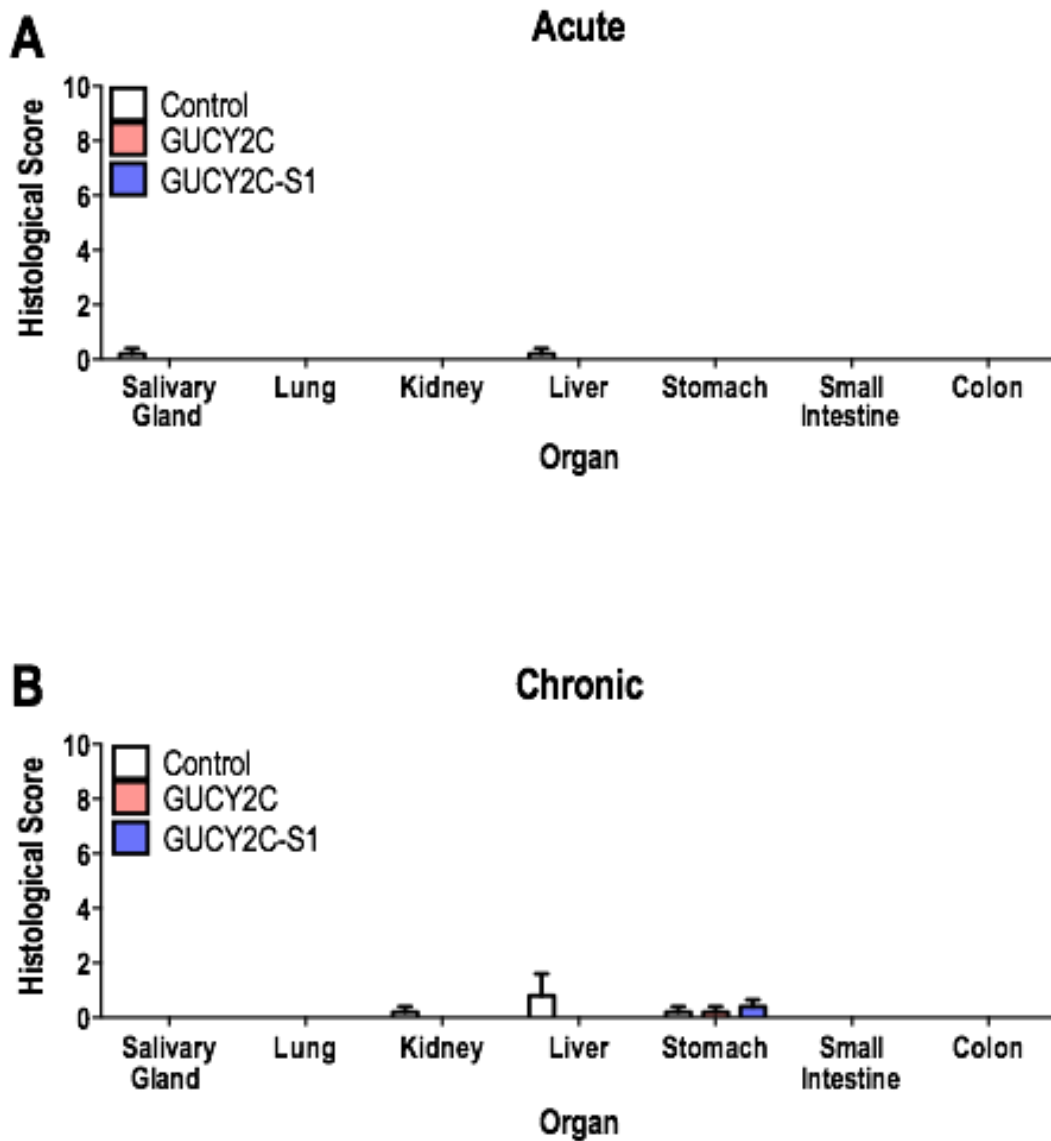 A
Acute
Histological Score
10
8
6
4
2
0
Control
GUCY2C
GUCY2C-S1
Salivary Gland Lung Kidney Liver Stomach Small Intestine Colon
Organ
B
Chronic
Histological Score
10
8
6
4
2
0
Control
GUCY2C
GUCY2C-S1
Salivary Gland Lung Kidney Liver Stomach Small Intestine Colon
Organ